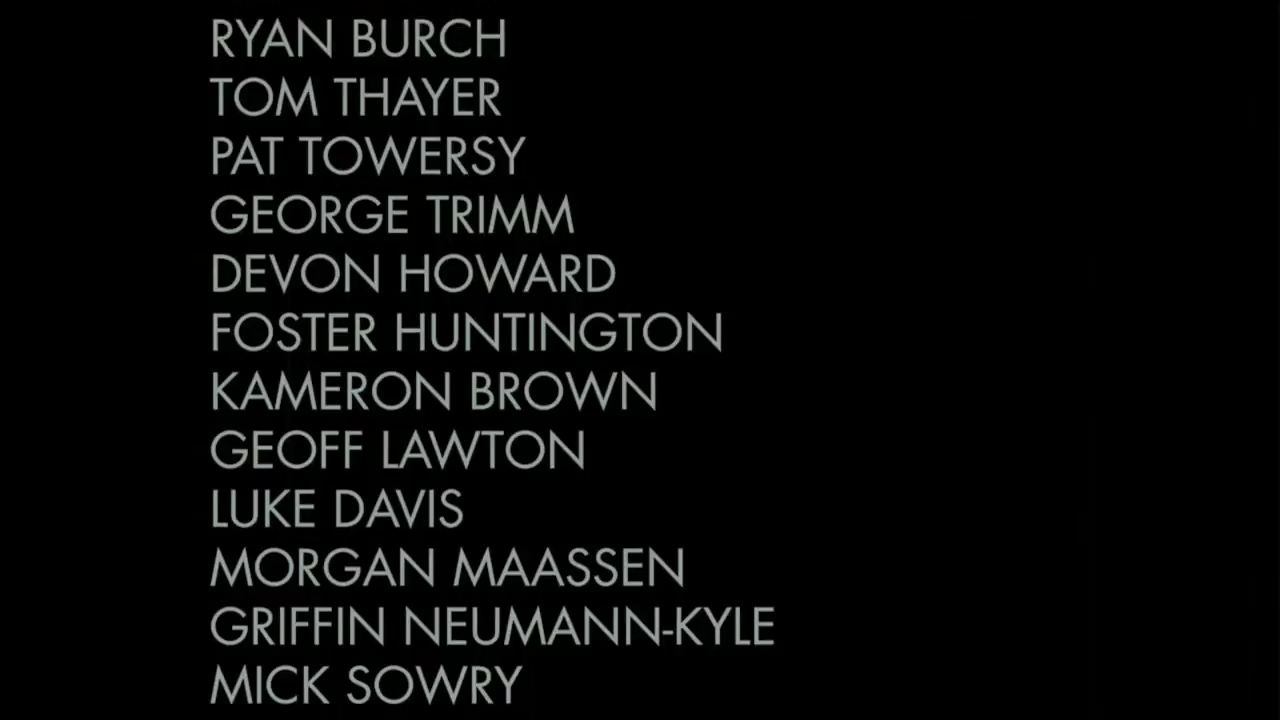 RYAN BURCH
TOM THAYER
PAT TOWERSY
GEORGE TRIMM
DEVON HOWARD
FOSTER HUNTINGTON
KAMERON BROWN
GEOFF LAWTON
LUKE DAVIS
MORGAN MAASSEN
GRIFFIN NEUMANN-KYLE
MICK SOWRY